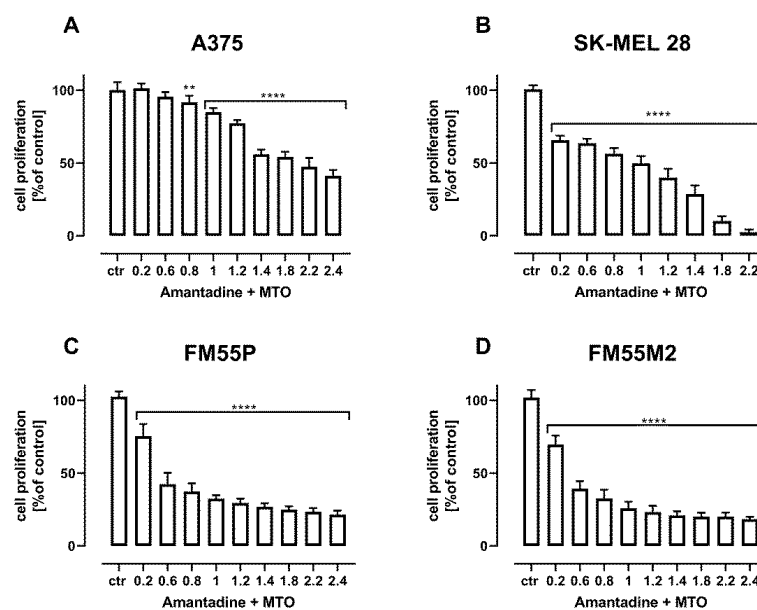 A
A375
cell proliferation
[%of control]
100
50
0
**
****
ctr 0.2 0.6 0.8 1 1.2 1.4 1.8 2.2 2.4
Amantadine + MTO
B
SK-MEL 28
cell proliferation
[%of control]
100
50
0
****
ctr 0.2 0.6 0.8 1 1.2 1.4 1.8 2.2
Amantadine + MTO
C
FM55P
cell proliferation
[%of control]
100
50
0
****
ctr 0.2 0.6 0.8 1 1.2 1.4 1.8 2.2 2.4
Amantadine + MTO
D
FM55M2
cell proliferation
[%of control]
100
50
0
****
ctr 0.2 0.6 0.8 1 1.2 1.4 1.8 2.2 2.4
Amantadine + MTO